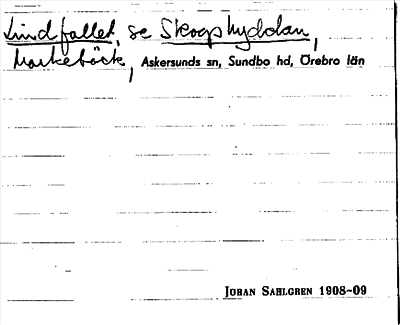 Lindfallet, se Skogshyddan,
Markebäck, Askersunds sn, Sundbo hd, Örebro län
JOHAN SAHLGREN 1908-09